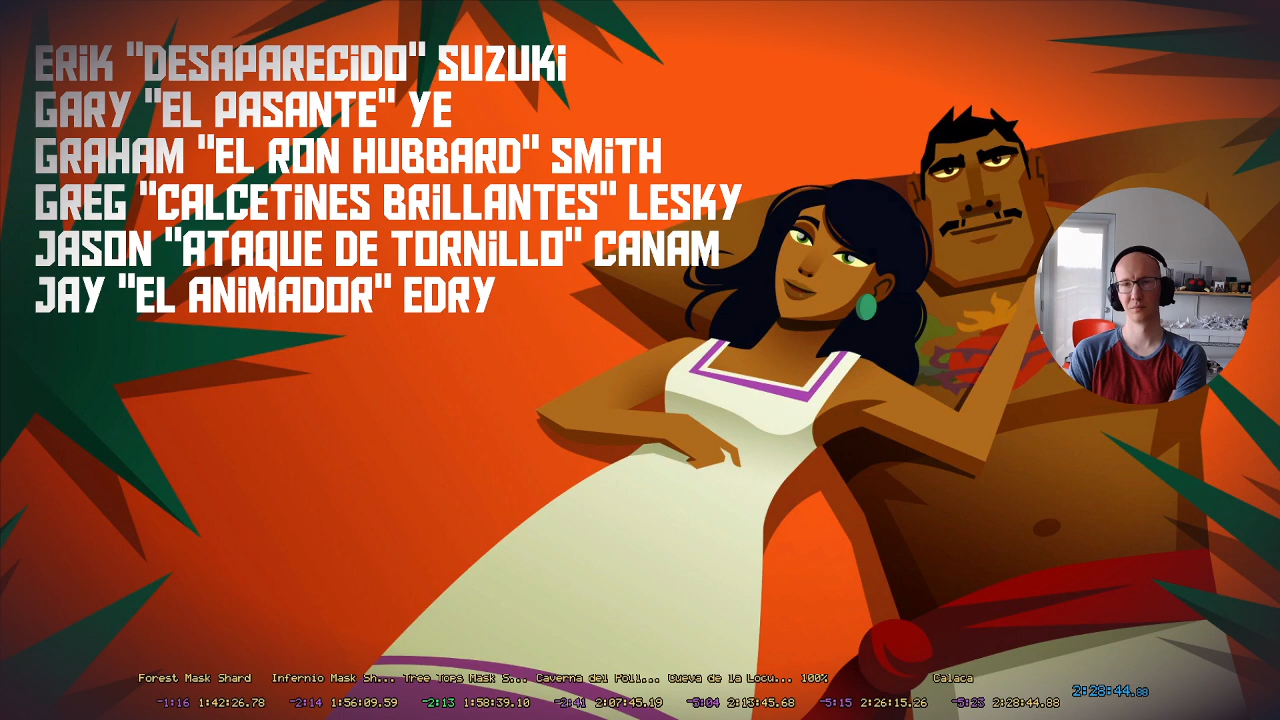 ERiK "DESAPARECiDO" SUZUKi
GARY "EL PASANTE" YE
GRAHAM "EL RON HUBBARD" SMiTH
GREG "CALCETiNES BRiLLANTES" LESKY
JASON "ATAQUE DE TORNiLLO" CANAM
JAY "EL ANiMADOR" EDRY
Forest Mask Shard Infernio Mask Sh... Tree Tops Mask S... Caverna del Poll... Cueva de la Locu... 100% Calaca
-1:16 1:42:26.78 -2:14 1:56:09.59 -2:13 1:58:39.10 -2:41 2:07:45.19 -5:04 2:13:45.68 -5:15 2:26:15.26 -5:23 2:28:44.88 2:28:44.88